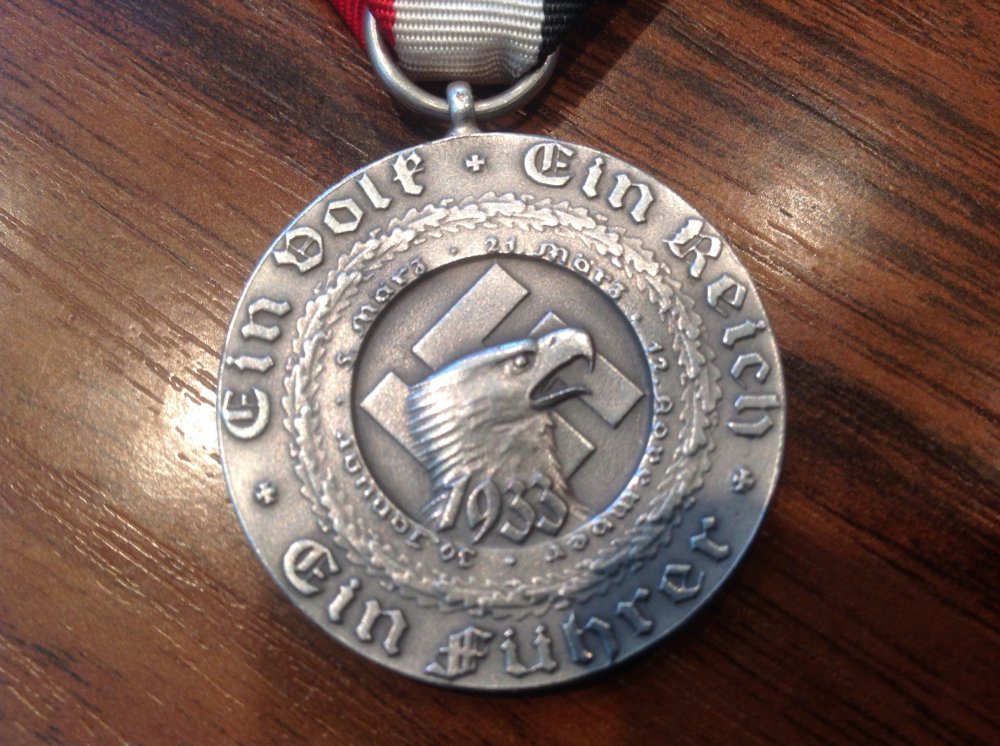 Ein Volk · Ein Reich
Ein Führer
30. Januar · 5. März · 21. März · 12. November ·
1933